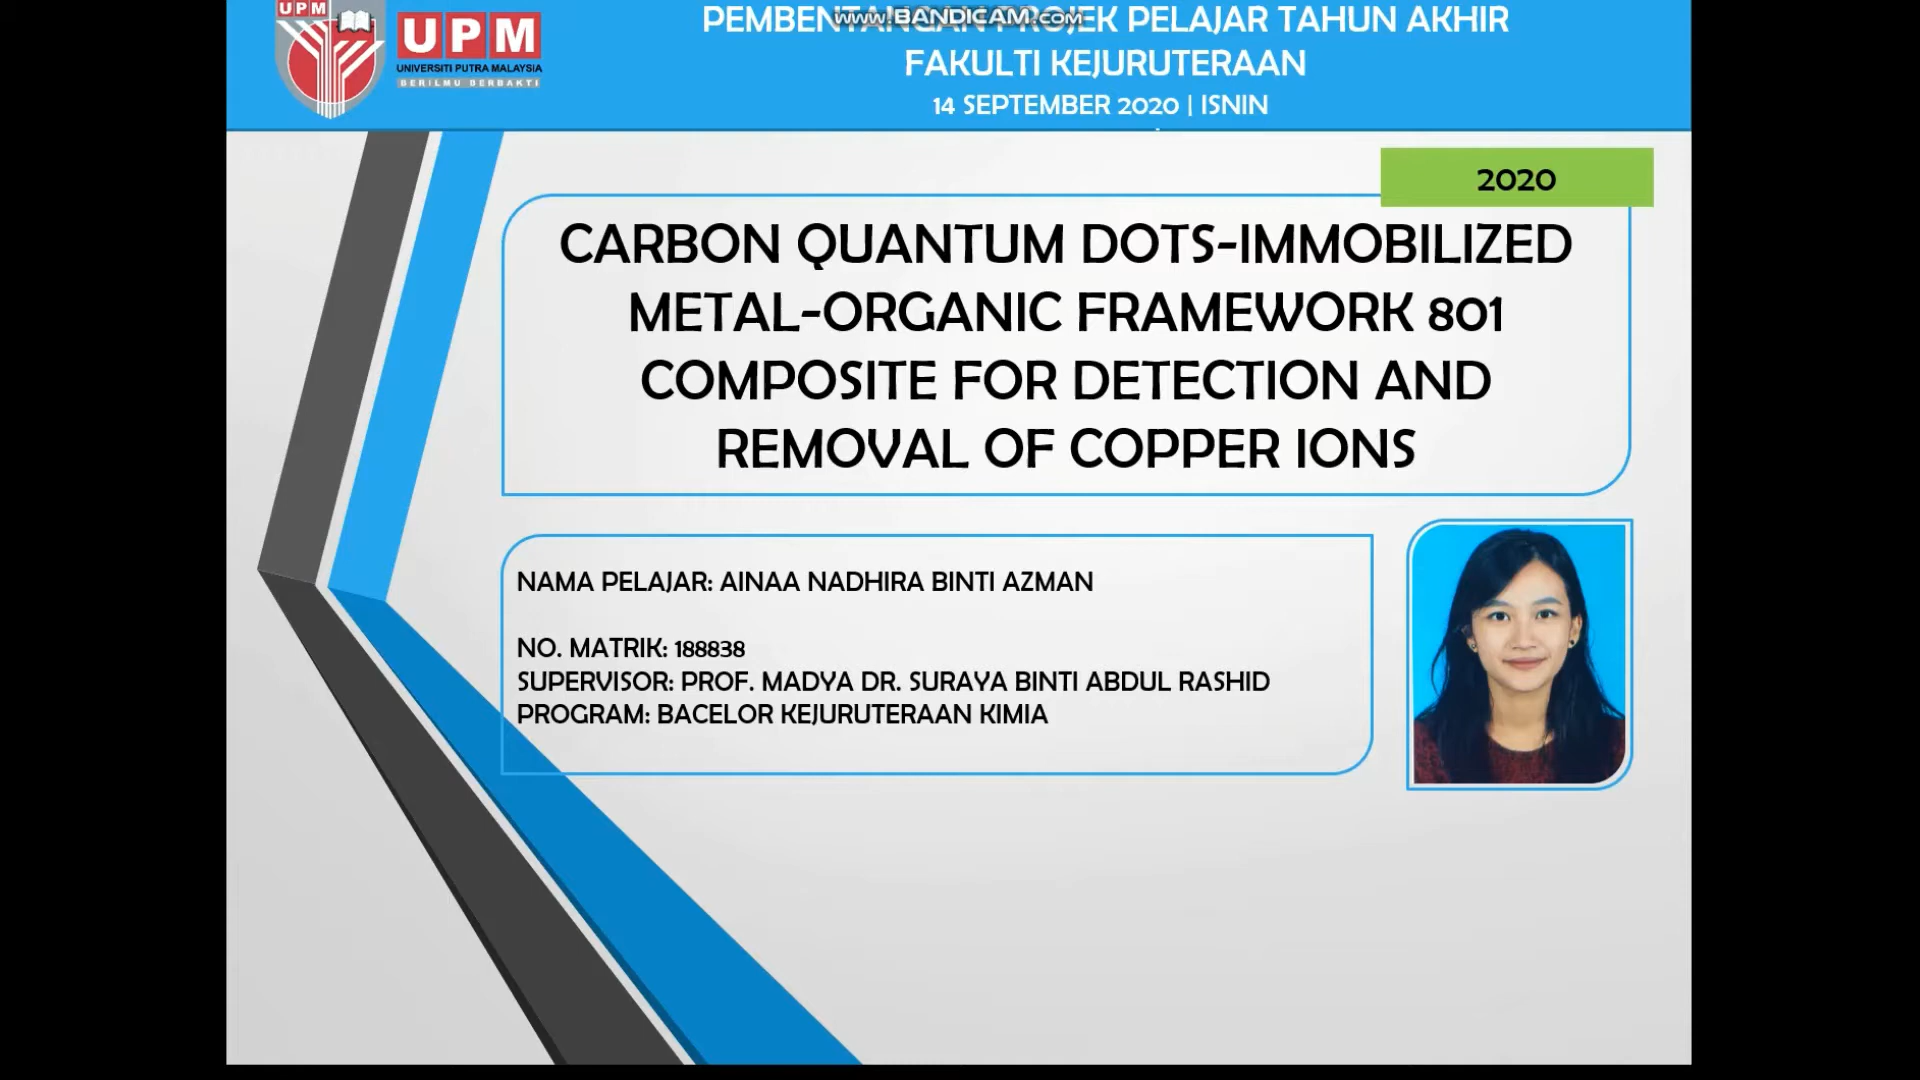 UPM
UPM
UNIVERSITI PUTRA MALAYSIA
BERILMU BERBAKTI
www.BANDICAM.com
PEMBENTANGAN PROJEK PELAJAR TAHUN AKHIR
FAKULTI KEJURUTERAAN
14 SEPTEMBER 2020 | ISNIN
2020
CARBON QUANTUM DOTS-IMMOBILIZED
METAL-ORGANIC FRAMEWORK 801
COMPOSITE FOR DETECTION AND
REMOVAL OF COPPER IONS
NAMA PELAJAR: AINAA NADHIRA BINTI AZMAN
NO. MATRIK: 188838
SUPERVISOR: PROF. MADYA DR. SURAYA BINTI ABDUL RASHID
PROGRAM: BACELOR KEJURUTERAAN KIMIA